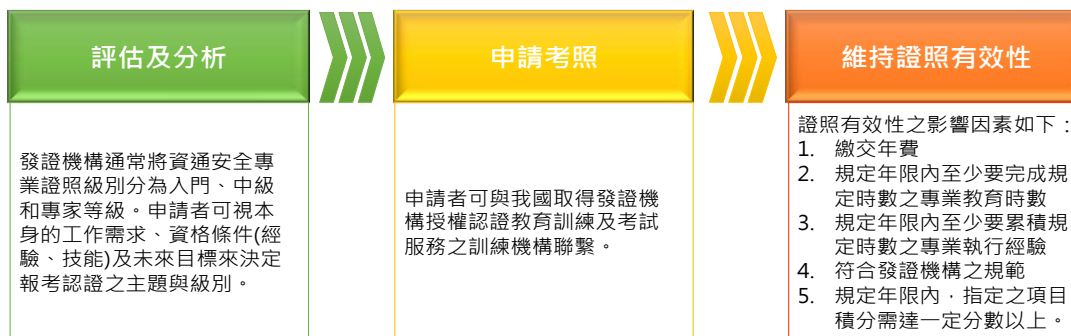 評估及分析
發證機構通常將資通安全專
業證照級別分為入門、中級
和專家等級。申請者可視本
身的工作需求、資格條件(經
驗、技能)及未來目標來決定
報考認證之主題與級別。
申請考照
申請者可與我國取得發證機
構授權認證教育訓練及考試
服務之訓練機構聯繫。
維持證照有效性
證照有效性之影響因素如下：
1. 繳交年費
2. 規定年限內至少要完成規
定時數之專業教育時數
3. 規定年限內至少要累積規
定時數之專業執行經驗
4. 符合發證機構之規範
5. 規定年限內，指定之項目
積分需達一定分數以上。